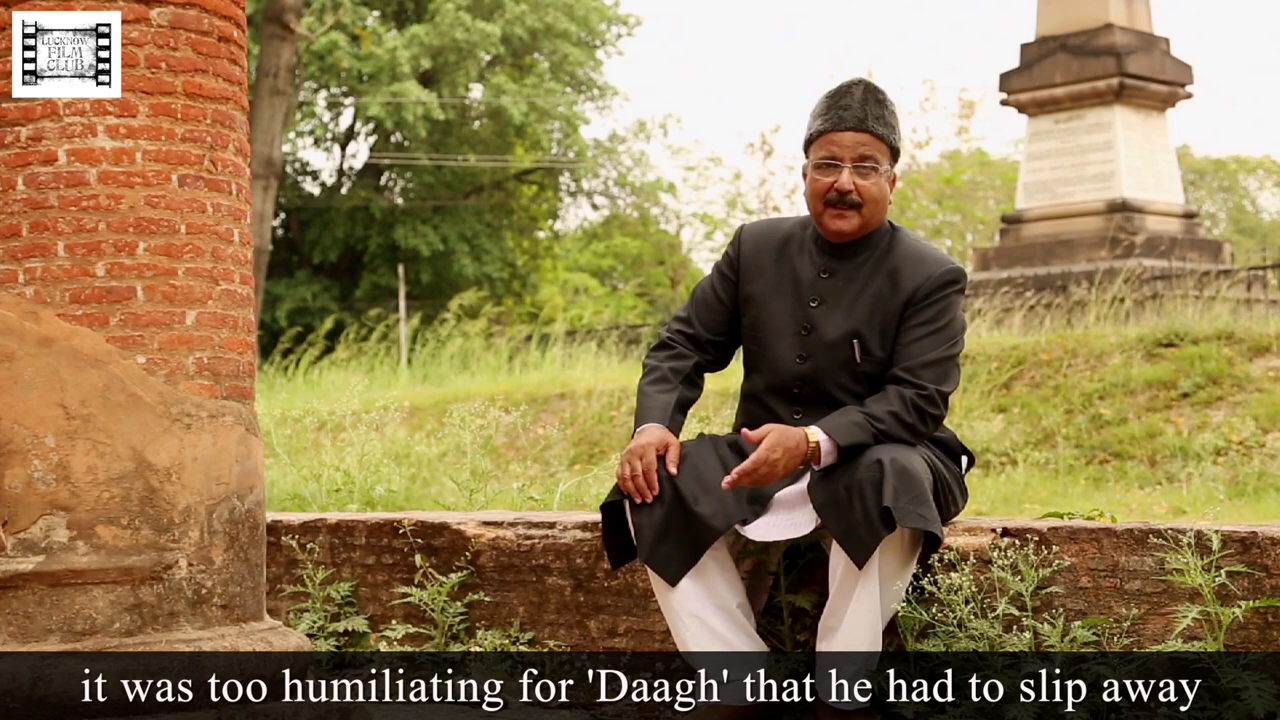 LUCKNOW
FILM
CLUB
it was too humiliating for 'Daagh' that he had to slip away